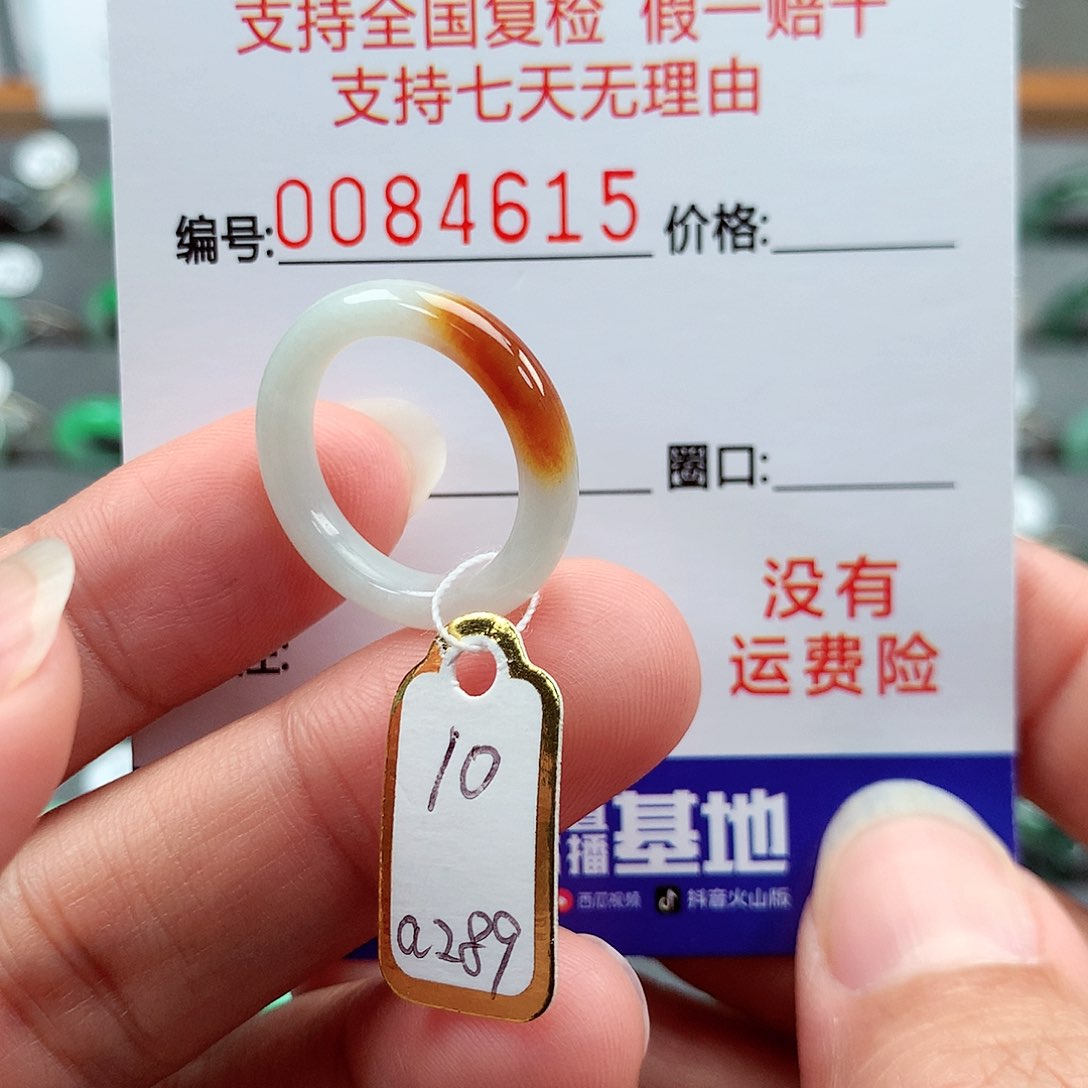 支持全国复检 假一赔十
支持七天无理由
编号:0084615 价格:
圈口:
没有
运费险
播基地
西瓜视频 抖音火山版
10
a289